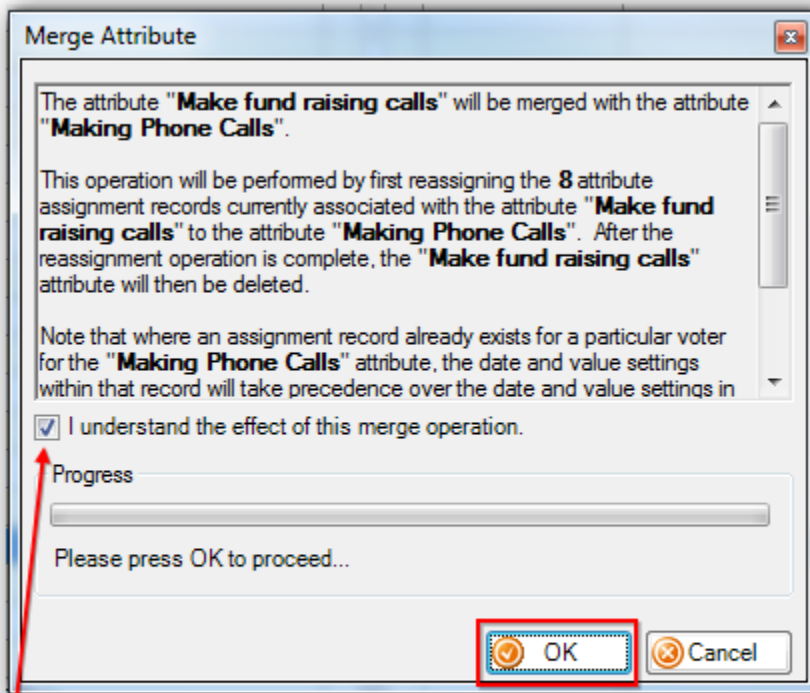 Merge Attribute
The attribute "Make fund raising calls" will be merged with the attribute
"Making Phone Calls".
This operation will be performed by first reassigning the 8 attribute
assignment records currently associated with the attribute "Make fund
raising calls" to the attribute "Making Phone Calls".  After the
reassignment operation is complete, the "Make fund raising calls"
attribute will then be deleted.
Note that where an assignment record already exists for a particular voter
for the "Making Phone Calls" attribute, the date and value settings
within that record will take precedence over the date and value settings in
I understand the effect of this merge operation.
Progress
Please press OK to proceed...
OK
Cancel